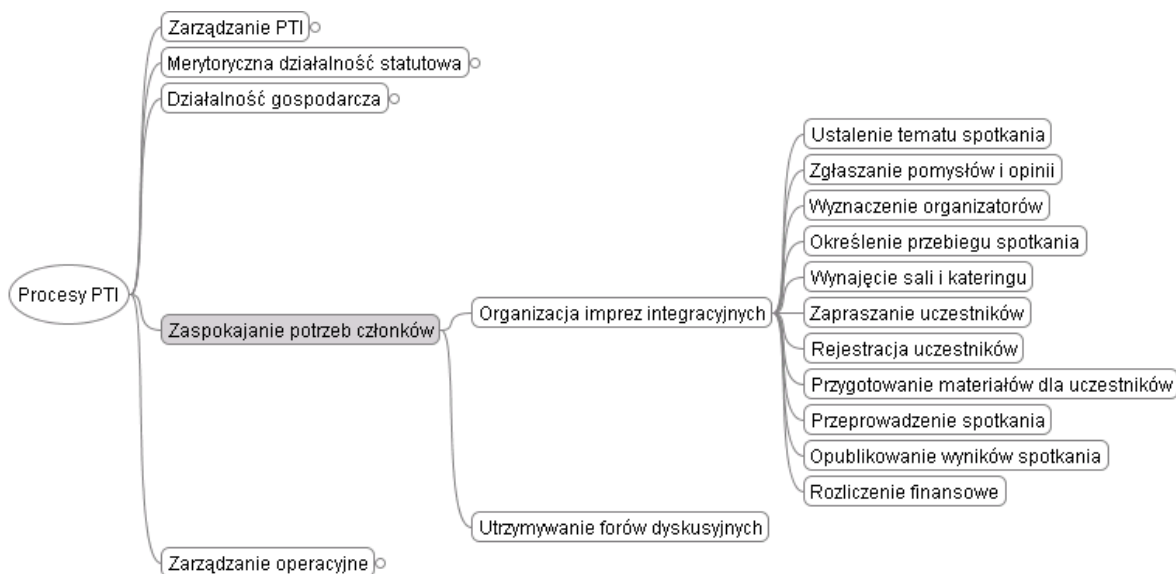 Zarządzanie PTI
Merytoryczna działalność statutowa
Działalność gospodarcza
Procesy PTI
Zaspokajanie potrzeb członków
Organizacja imprez integracyjnych
Ustalenie tematu spotkania
Zgłaszanie pomysłów i opinii
Wyznaczenie organizatorów
Określenie przebiegu spotkania
Wynajęcie sali i kateringu
Zapraszanie uczestników
Rejestracja uczestników
Przygotowanie materiałów dla uczestników
Przeprowadzenie spotkania
Opublikowanie wyników spotkania
Rozliczenie finansowe
Utrzymywanie forów dyskusyjnych
Zarządzanie operacyjne